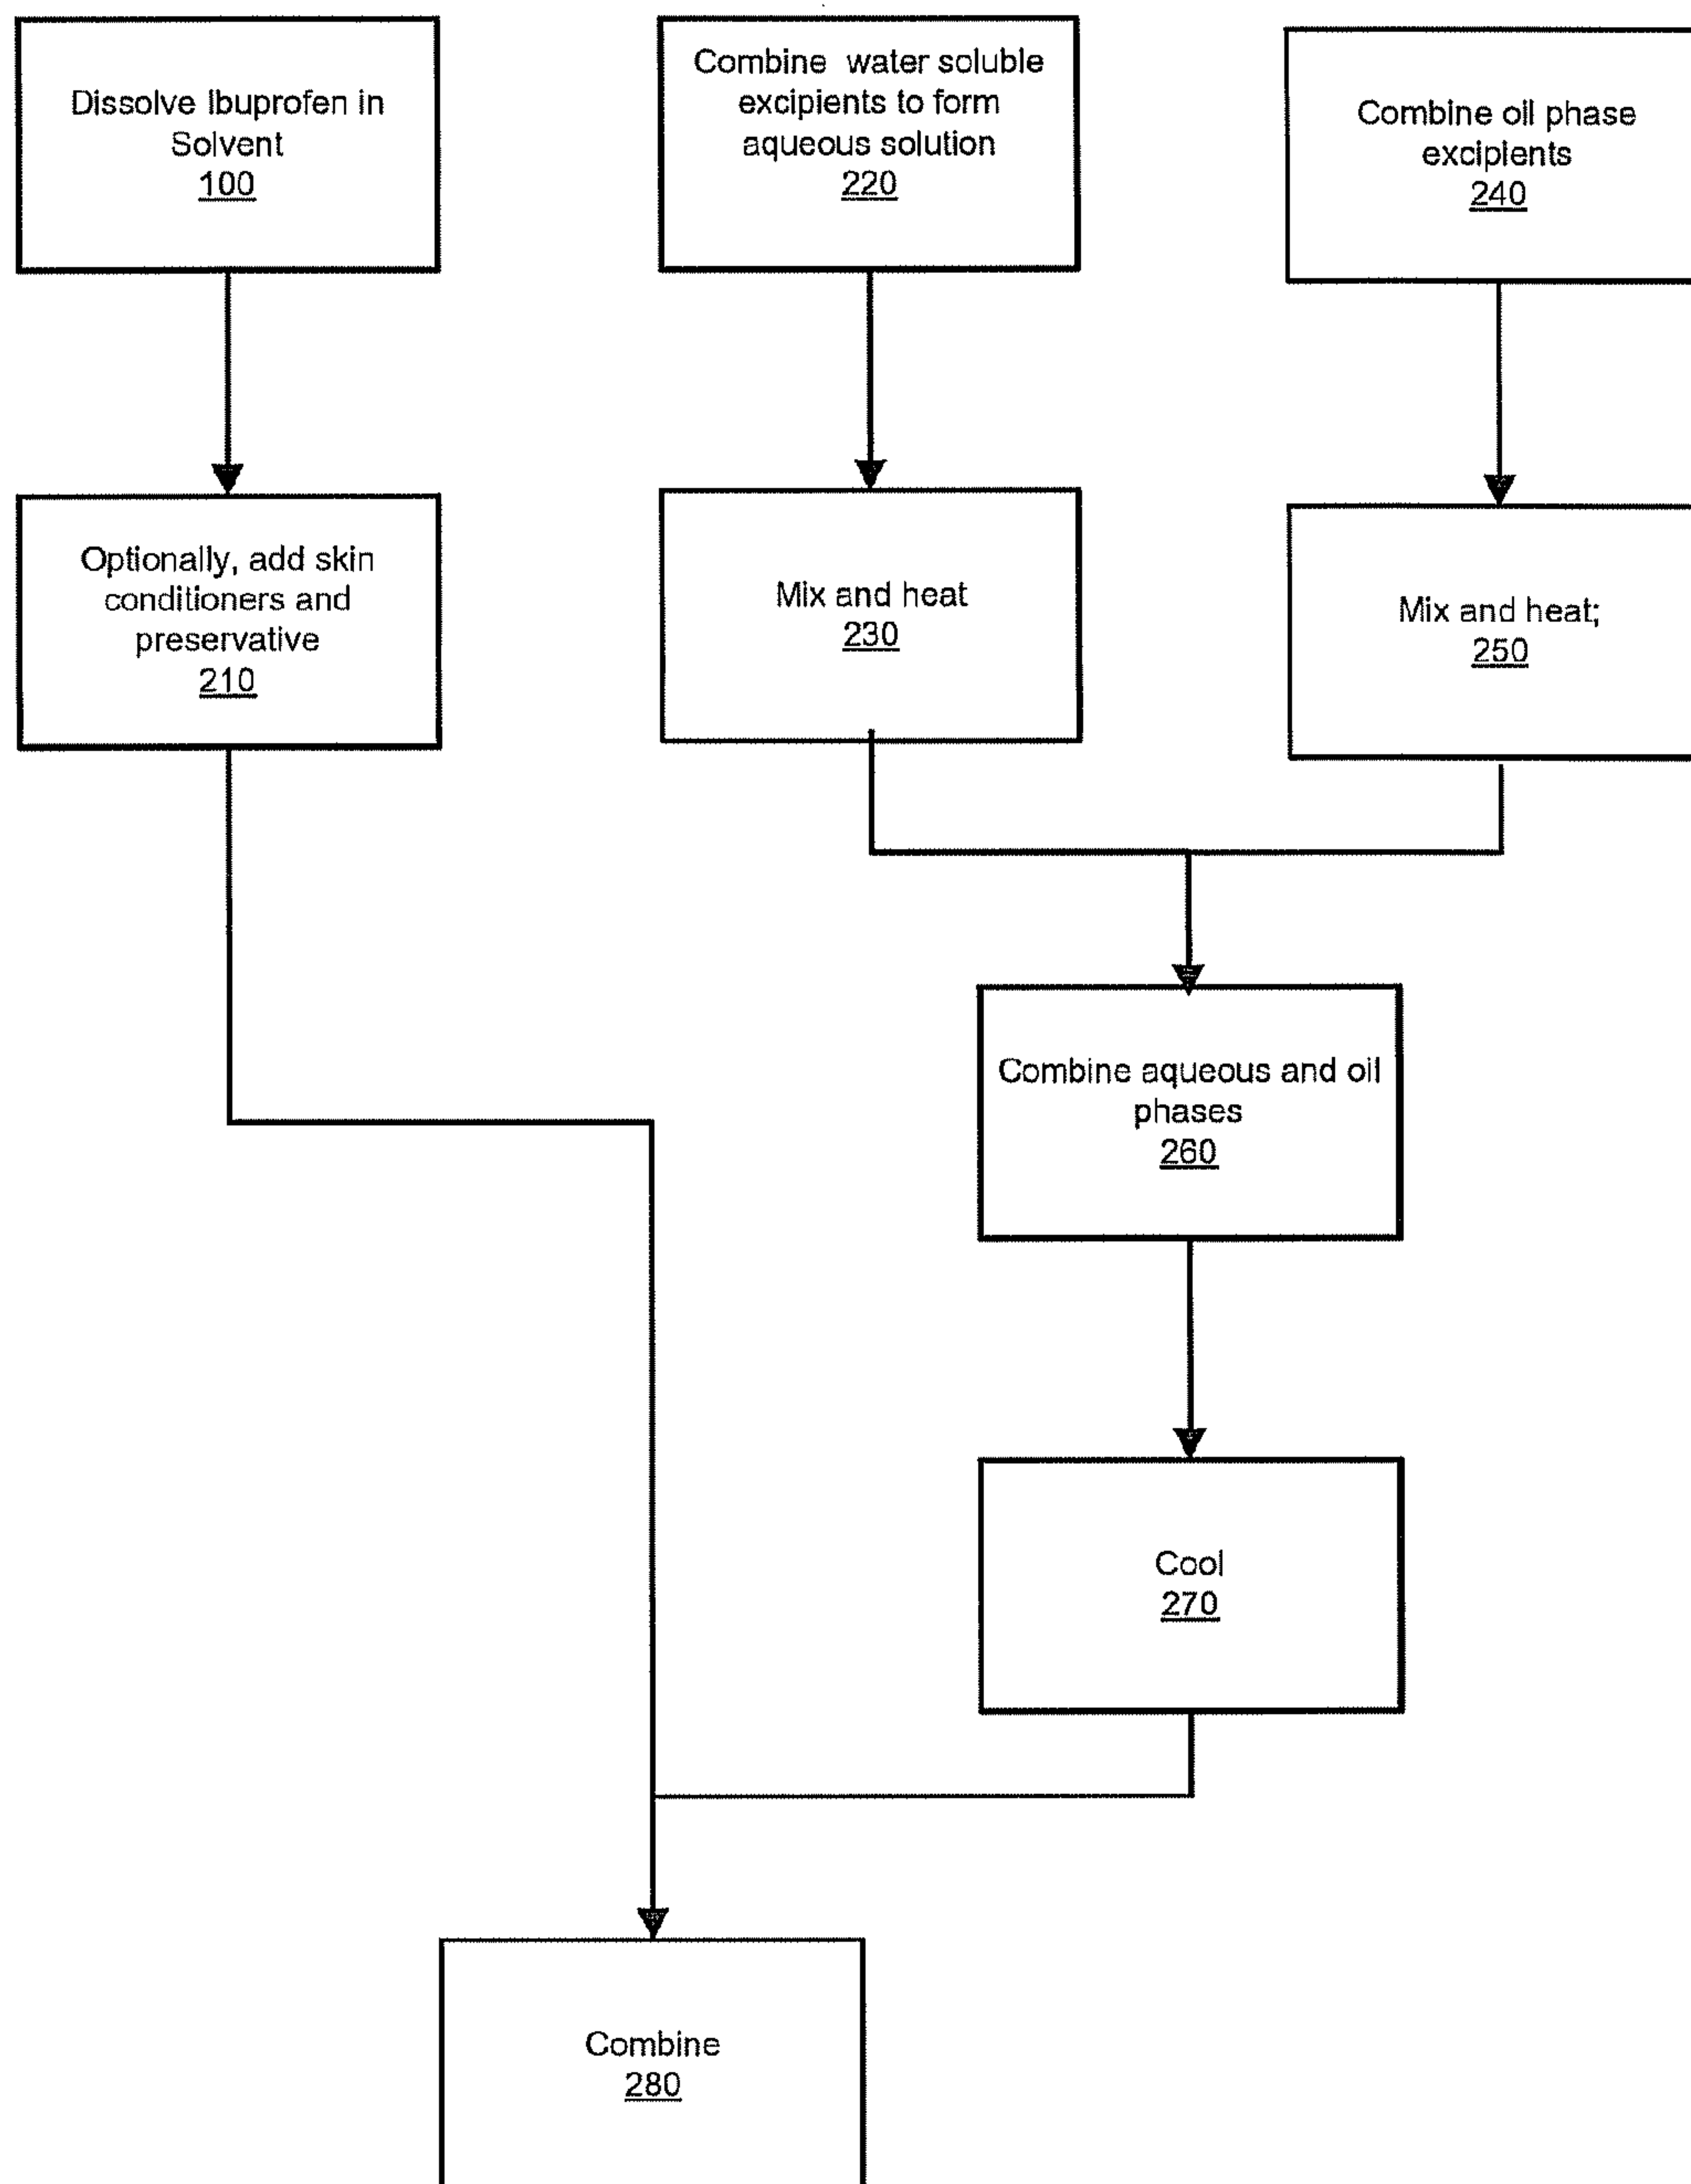 Dissolve Ibuprofen in
Solvent
100
Combine water soluble
excipients to form
aqueous solution
220
Combine oil phase
excipients
240
Optionally, add skin
conditioners and
preservative
210
Mix and heat
230
Mix and heat;
250
Combine aqueous and oil
phases
260
Cool
270
Combine
280